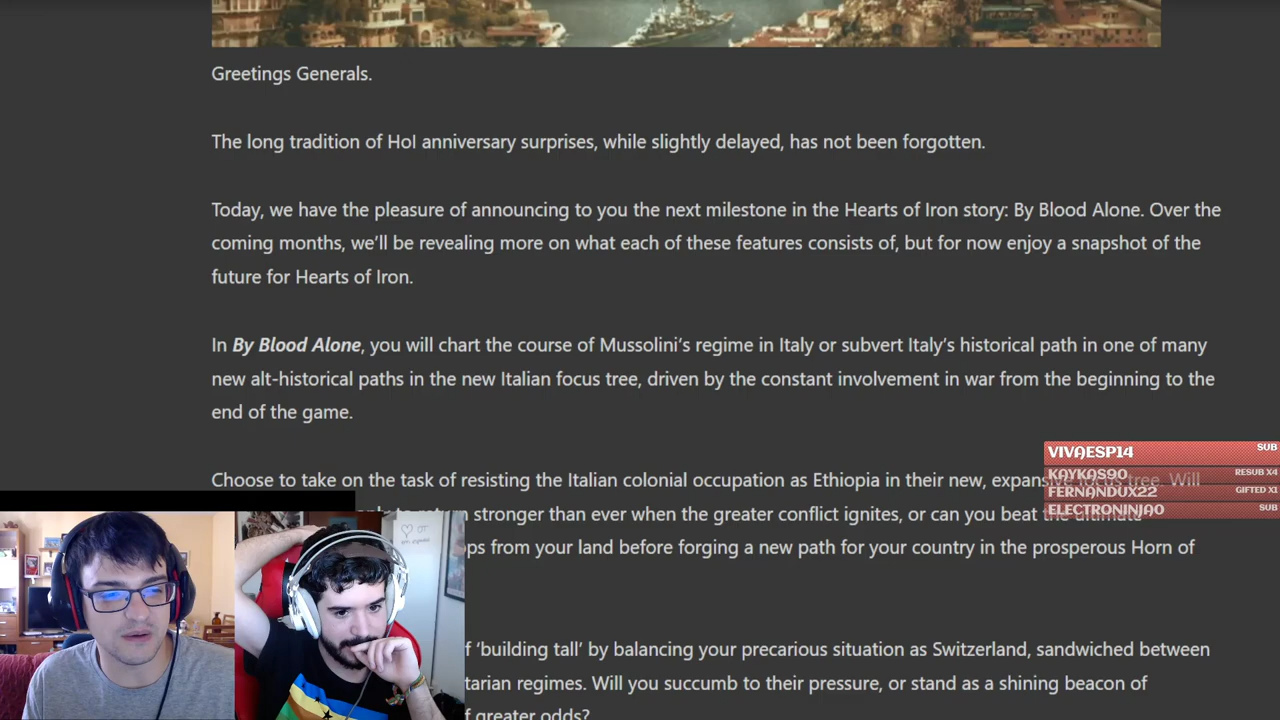 Greetings Generals.
The long tradition of HoI anniversary surprises, while slightly delayed, has not been forgotten.
Today, we have the pleasure of announcing to you the next milestone in the Hearts of Iron story: By Blood Alone. Over the
coming months, we'll be revealing more on what each of these features consists of, but for now enjoy a snapshot of the
future for Hearts of Iron.
In By Blood Alone, you will chart the course of Mussolini's regime in Italy or subvert Italy's historical path in one of many
new alt-historical paths in the new Italian focus tree, driven by the constant involvement in war from the beginning to the
end of the game.
VIVAESP14 SUB
Choose to take on the task of resisting the Italian colonial occupation as Ethiopia in their new, expansive focus tree. Will
KAYKAS90 RESUB X4
FERNANDUX22 GIFTED X1
stronger than ever when the greater conflict ignites, or can you beat the ultimate
ELECTRONINJA0 SUB
from your land before forging a new path for your country in the prosperous Horn of
'building tall' by balancing your precarious situation as Switzerland, sandwiched between
regimes. Will you succumb to their pressure, or stand as a shining beacon of
greater odds?